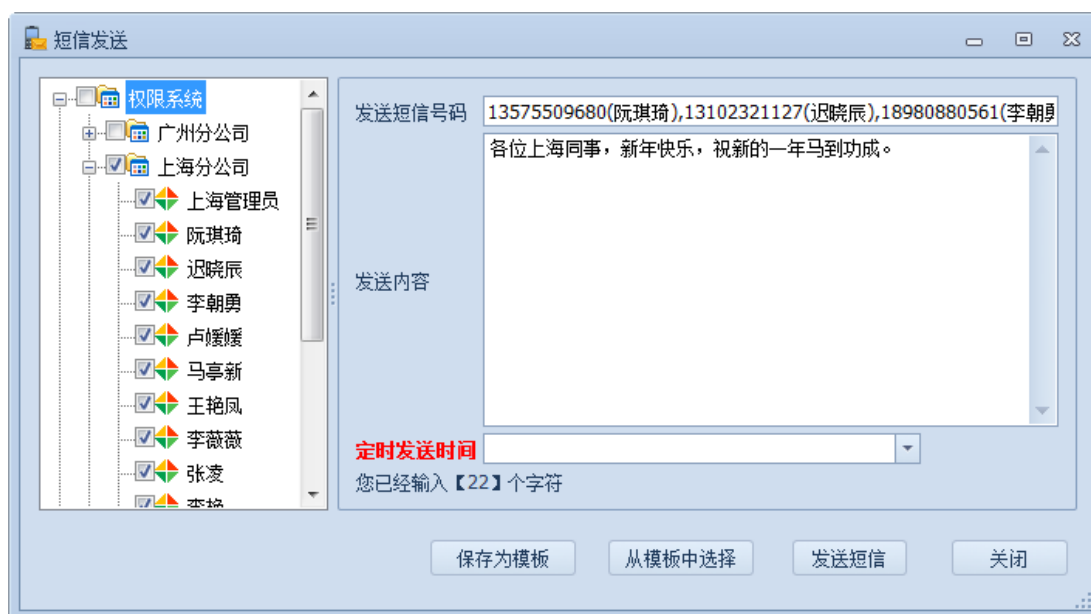 短信发送
权限系统
广州分公司
上海分公司
上海管理员
阮琪琦
迟晓辰
李朝勇
卢媛媛
马亭新
王艳凤
李薇薇
张凌
发送短信号码
13575509680(阮琪琦),13102321127(迟晓辰),18980880561(李朝勇
发送内容
各位上海同事，新年快乐，祝新的一年马到功成。
定时发送时间
您已经输入【22】个字符
保存为模板
从模板中选择
发送短信
关闭